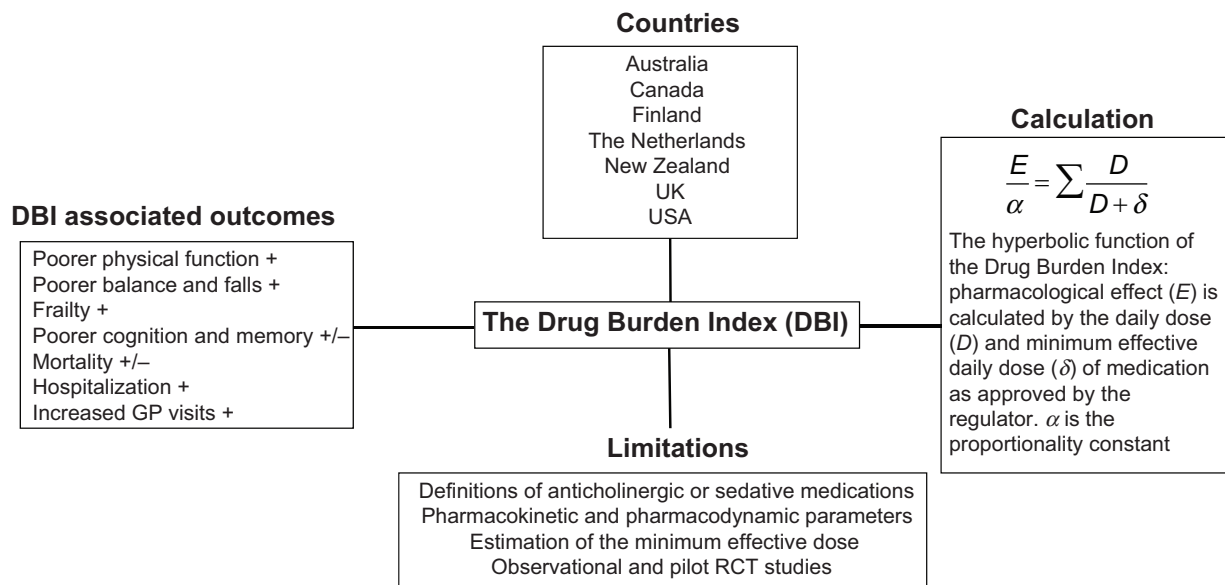 Countries
Australia
Canada
Finland
The Netherlands
New Zealand
UK
USA
Calculation
E/α = ∑ D/(D + δ)
The hyperbolic function of
the Drug Burden Index:
pharmacological effect (E) is
calculated by the daily dose
(D) and minimum effective
daily dose (δ) of medication
as approved by the
regulator. α is the
proportionality constant
DBI associated outcomes
Poorer physical function +
Poorer balance and falls +
Frailty +
Poorer cognition and memory +/–
Mortality +/–
Hospitalization +
Increased GP visits +
The Drug Burden Index (DBI)
Limitations
Definitions of anticholinergic or sedative medications
Pharmacokinetic and pharmacodynamic parameters
Estimation of the minimum effective dose
Observational and pilot RCT studies